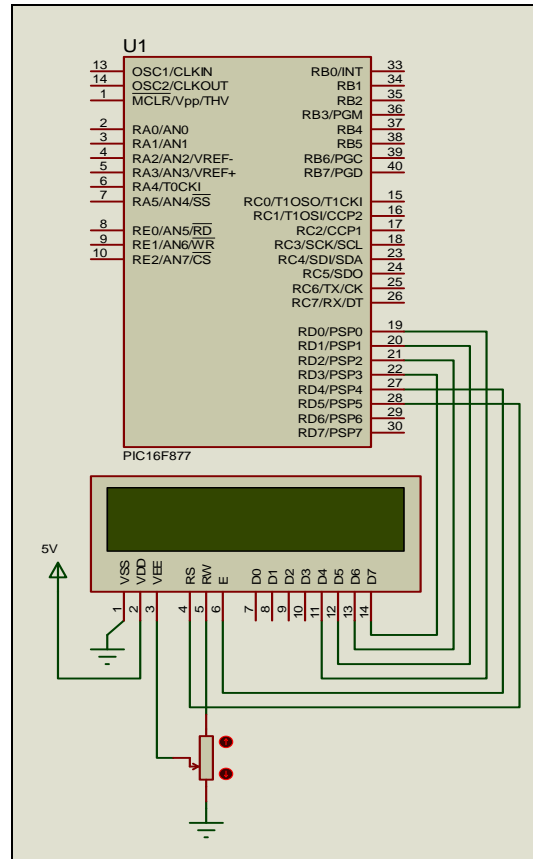 U1
13 OSC1/CLKIN RB0/INT 33
14 OSC2/CLKOUT RB1 34
1 MCLR/Vpp/THV RB2 35
RB3/PGM 36
2 RA0/AN0 RB4 37
3 RA1/AN1 RB5 38
4 RA2/AN2/VREF- RB6/PGC 39
5 RA3/AN3/VREF+ RB7/PGD 40
6 RA4/T0CKI
7 RA5/AN4/SS RC0/T1OSO/T1CKI 15
RC1/T1OSI/CCP2 16
8 RE0/AN5/RD RC2/CCP1 17
9 RE1/AN6/WR RC3/SCK/SCL 18
10 RE2/AN7/CS RC4/SDI/SDA 23
RC5/SDO 24
RC6/TX/CK 25
RC7/RX/DT 26
RD0/PSP0 19
RD1/PSP1 20
RD2/PSP2 21
RD3/PSP3 22
RD4/PSP4 27
RD5/PSP5 28
RD6/PSP6 29
RD7/PSP7 30
PIC16F877
5V
VSS VDD VEE RS RW E D0 D1 D2 D3 D4 D5 D6 D7
1 2 3 4 5 6 7 8 9 10 11 12 13 14